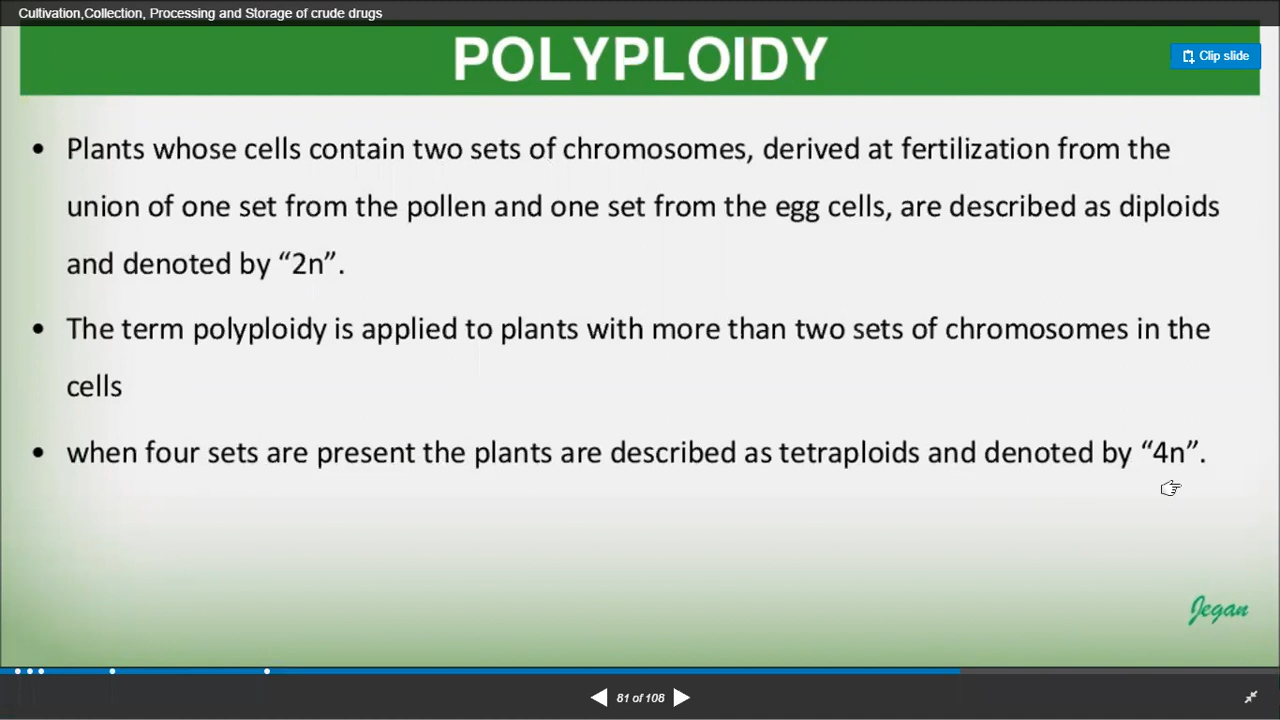 Cultivation,Collection, Processing and Storage of crude drugs
POLYPLOIDY
Clip slide
• Plants whose cells contain two sets of chromosomes, derived at fertilization from the
union of one set from the pollen and one set from the egg cells, are described as diploids
and denoted by “2n”.
• The term polyploidy is applied to plants with more than two sets of chromosomes in the
cells
• when four sets are present the plants are described as tetraploids and denoted by “4n”.
Jegan
81 of 108